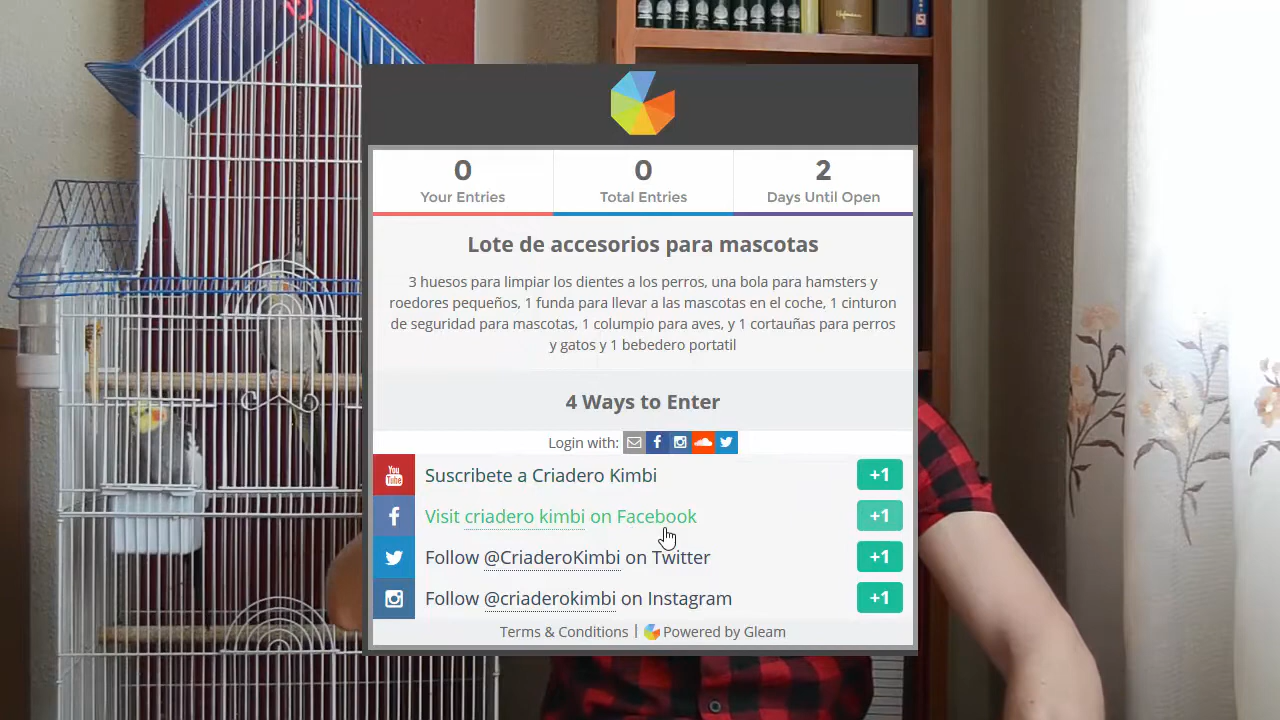 0
Your Entries
0
Total Entries
2
Days Until Open
Lote de accesorios para mascotas
3 huesos para limpiar los dientes a los perros, una bola para hamsters y
roedores pequeños, 1 funda para llevar a las mascotas en el coche, 1 cinturon
de seguridad para mascotas, 1 columpio para aves, y 1 cortauñas para perros
y gatos y 1 bebedero portatil
4 Ways to Enter
Login with:
You Tube Suscribete a Criadero Kimbi +1
Visit criadero kimbi on Facebook +1
Follow @CriaderoKimbi on Twitter +1
Follow @criaderokimbi on Instagram +1
Terms & Conditions | Powered by Gleam